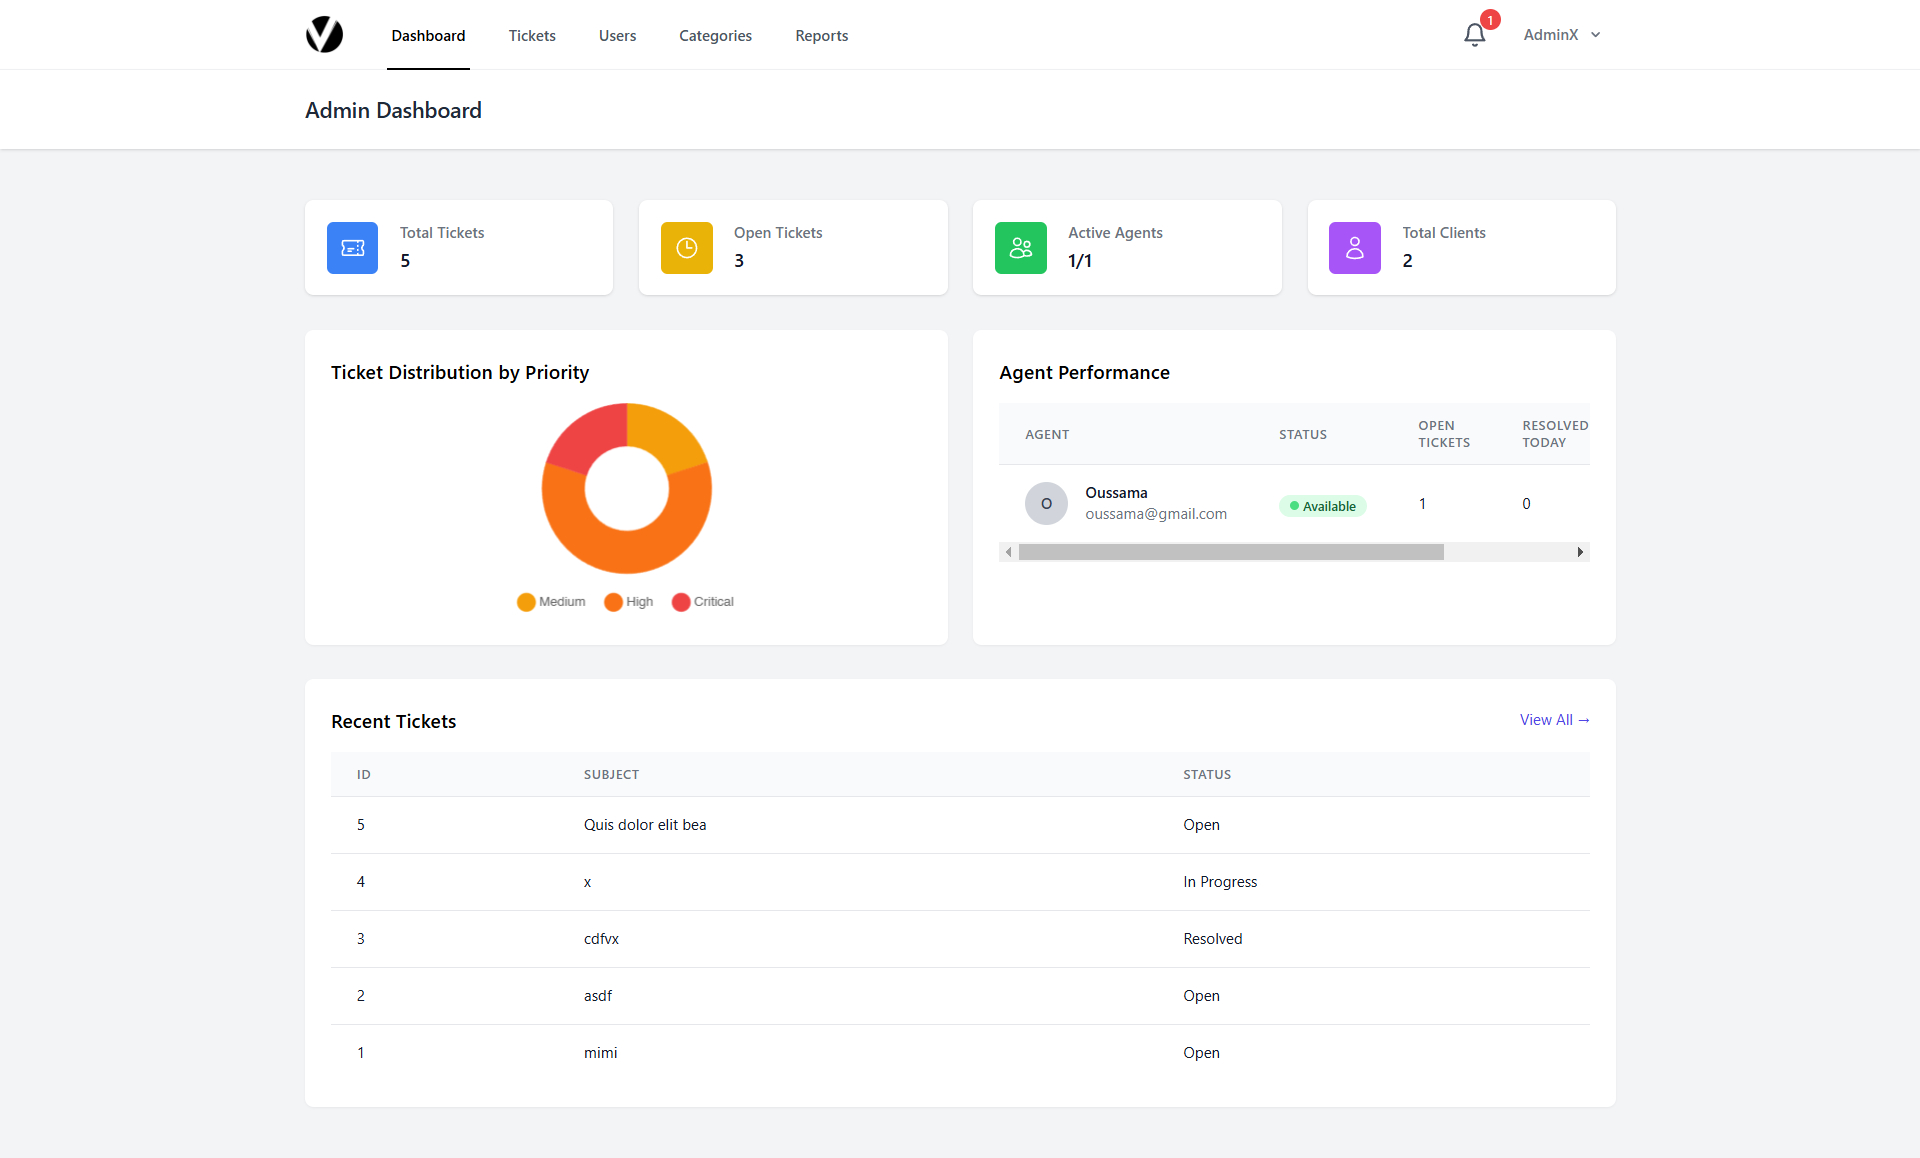 Dashboard Tickets Users Categories Reports 1 AdminX
Admin Dashboard
Total Tickets
5
Open Tickets
3
Active Agents
1/1
Total Clients
2
Ticket Distribution by Priority
Medium High Critical
Agent Performance
AGENT STATUS OPEN TICKETS RESOLVED TODAY
O Oussama
oussama@gmail.com
Available 1 0
Recent Tickets
View All →
ID SUBJECT STATUS
5 Quis dolor elit bea Open
4 x In Progress
3 cdfvx Resolved
2 asdf Open
1 mimi Open